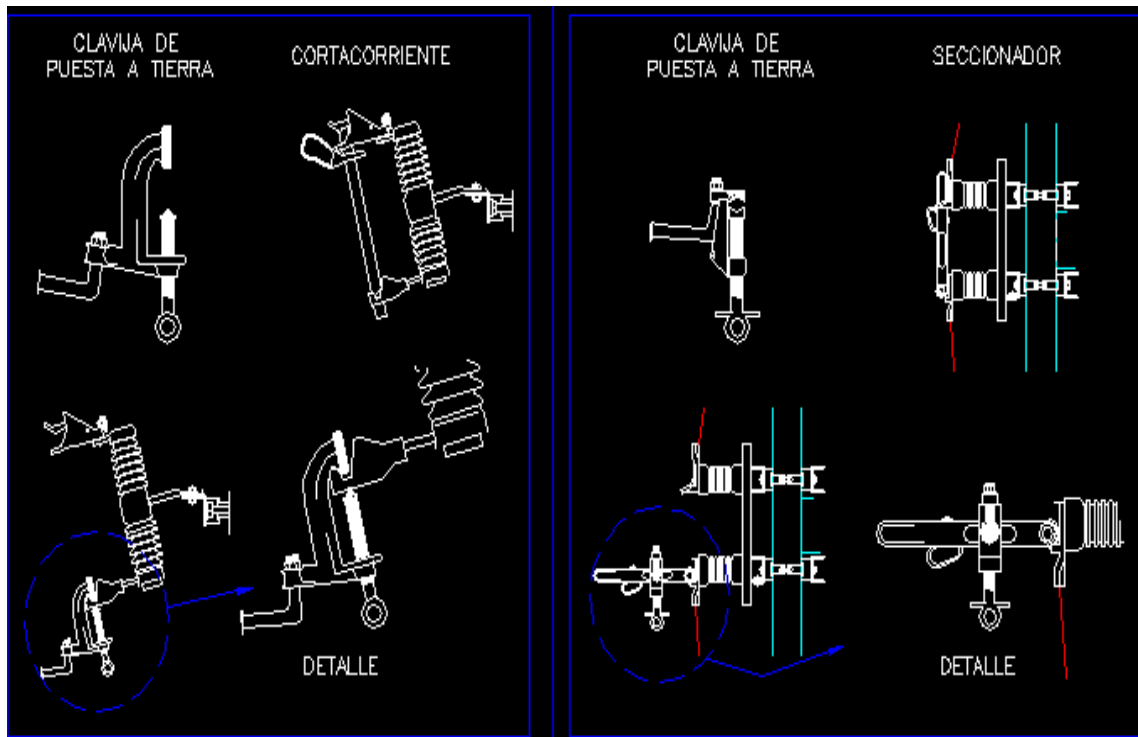 CLAVIJA DE
PUESTA A TIERRA
CORTACORRIENTE
DETALLE
CLAVIJA DE
PUESTA A TIERRA
SECCIONADOR
DETALLE